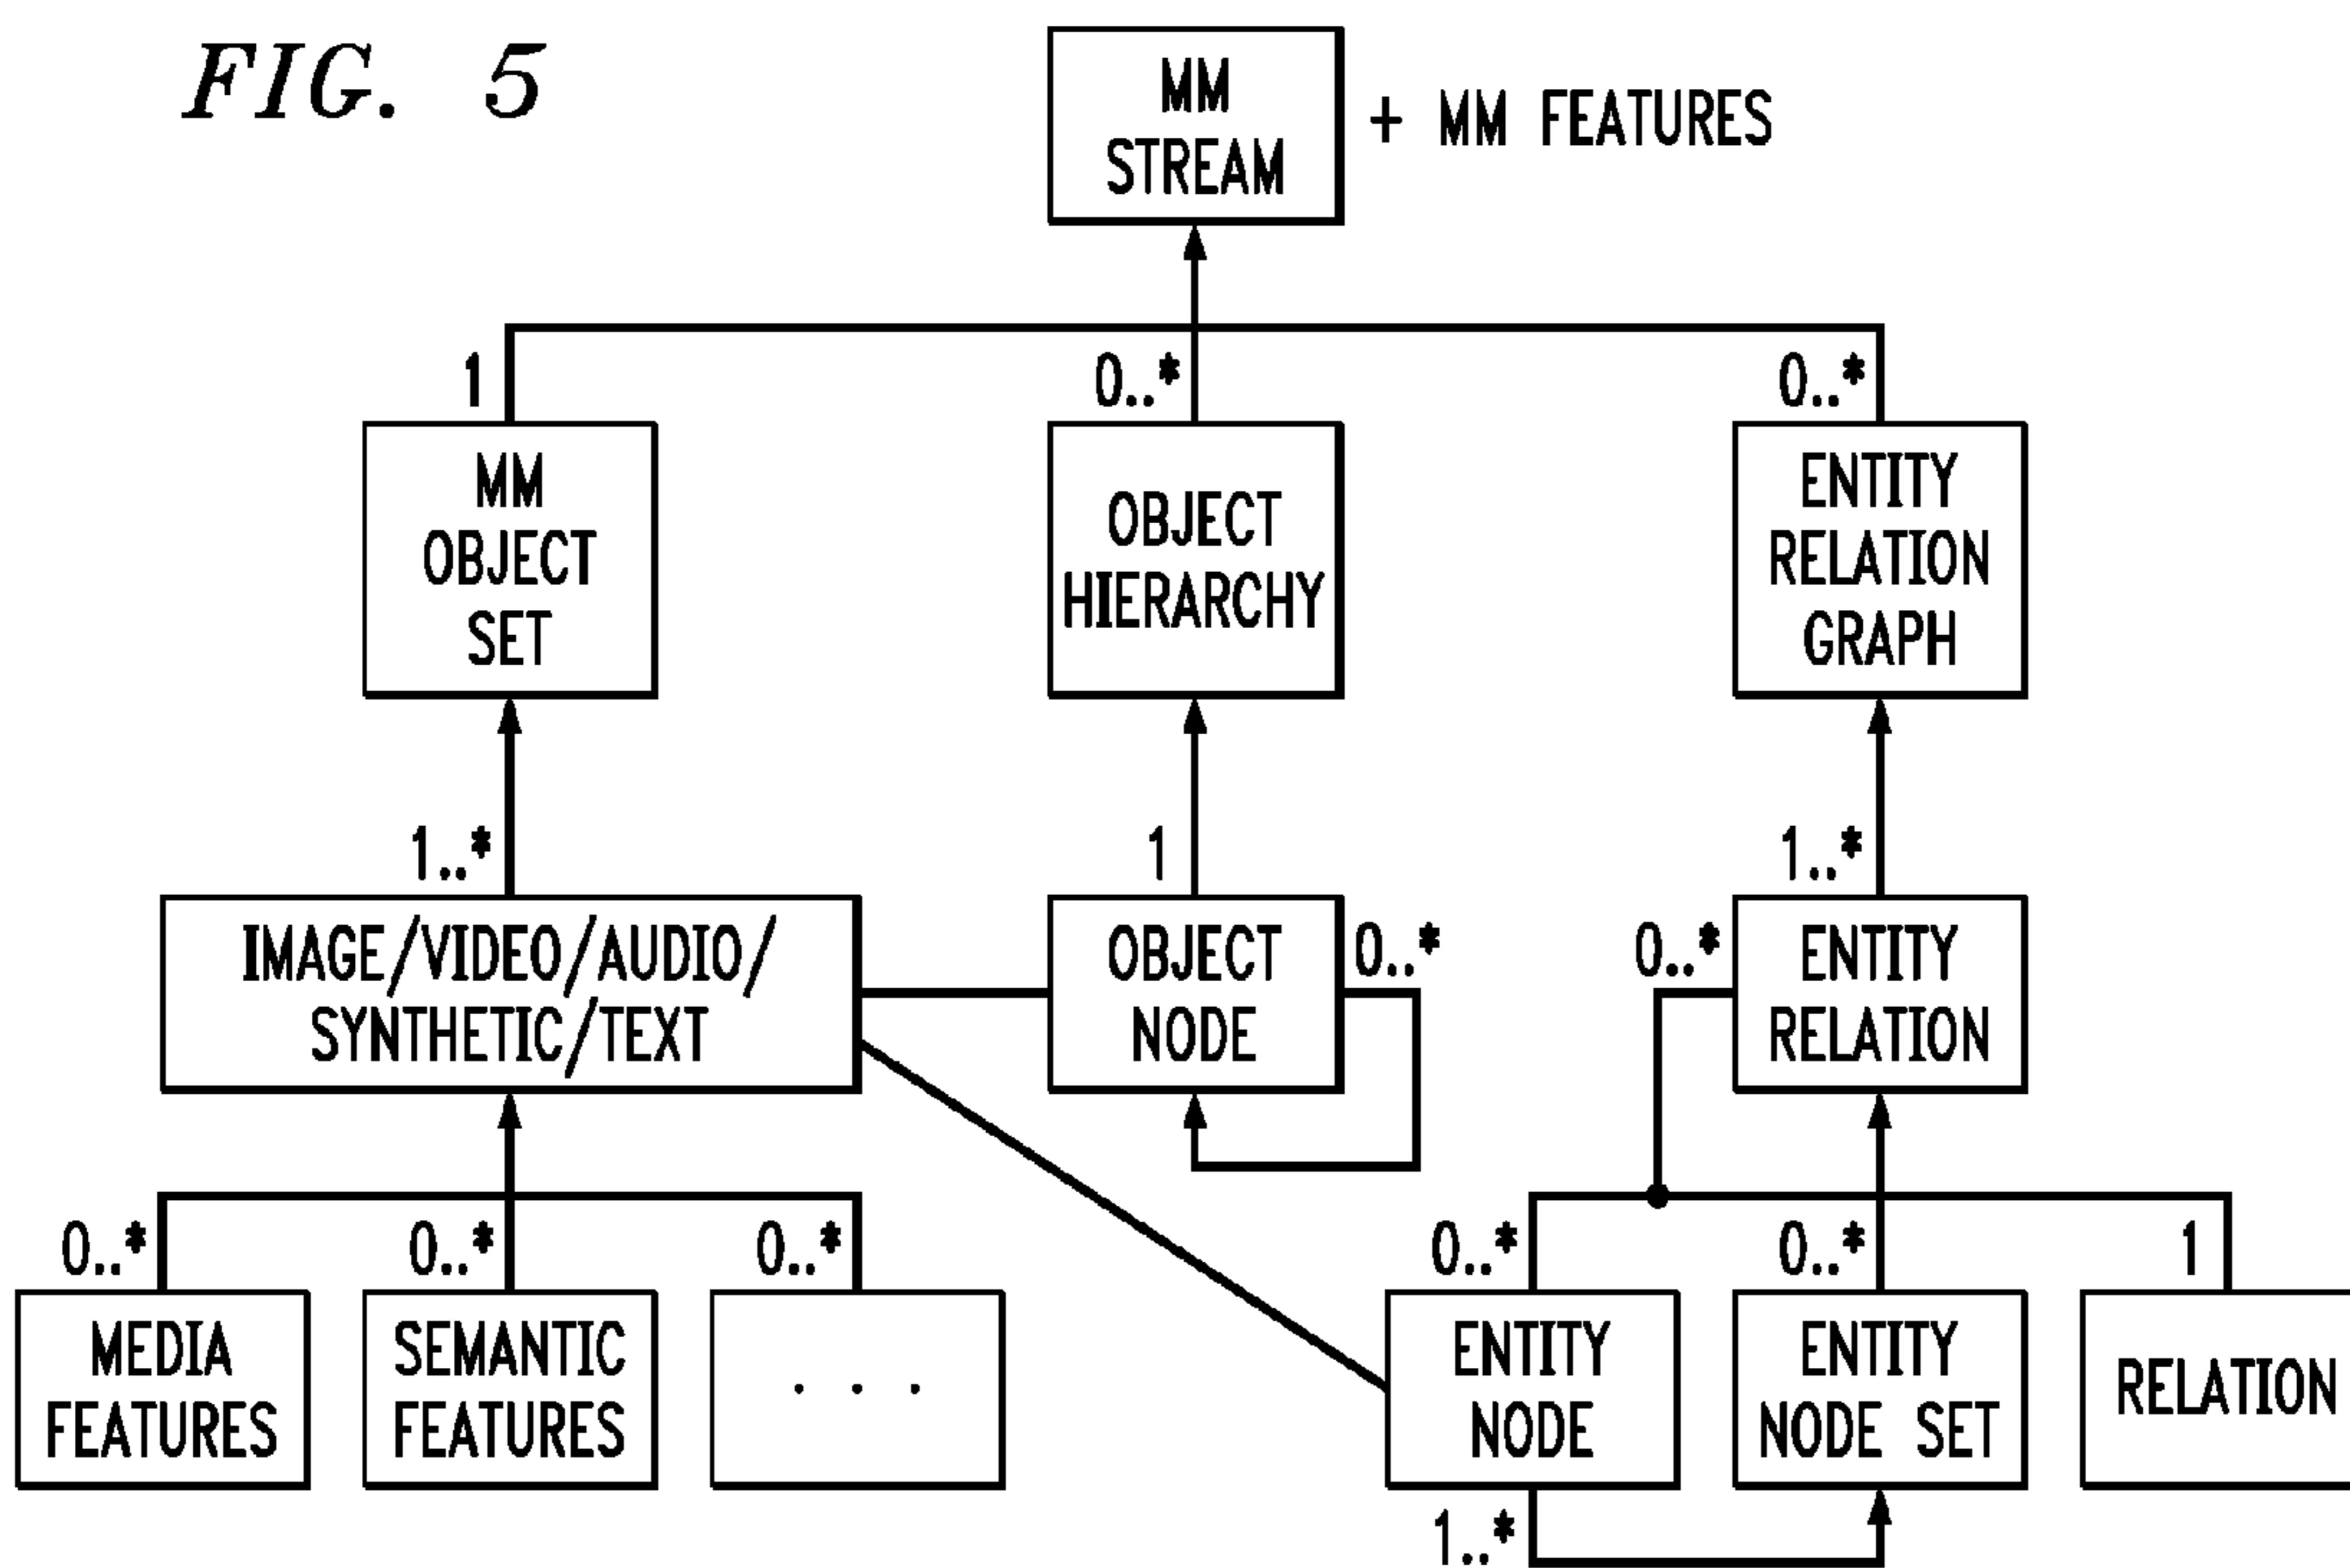 FIG. 5
MM
STREAM
+ MM FEATURES
1
0..*
0..*
MM
OBJECT
SET
OBJECT
HIERARCHY
ENTITY
RELATION
GRAPH
1..*
1
1..*
IMAGE/VIDEO/AUDIO/
SYNTHETIC/TEXT
OBJECT
NODE
0..*
0..*
ENTITY
RELATION
0..*
0..*
0..*
0..*
0..*
1
MEDIA
FEATURES
SEMANTIC
FEATURES
. . .
ENTITY
NODE
ENTITY
NODE SET
RELATION
1..*